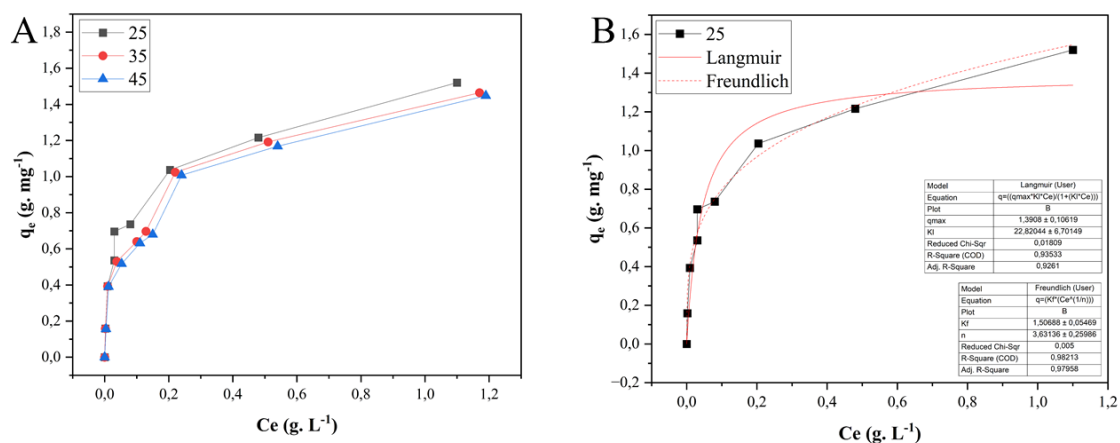 A
25
35
45
1,8
1,6
1,4
1,2
1,0
0,8
0,6
0,4
0,2
0,0
qe (g. mg-1)
0,0 0,2 0,4 0,6 0,8 1,0 1,2
Ce (g. L-1)
B
25
Langmuir
Freundlich
1,6
1,4
1,2
1,0
0,8
0,6
0,4
0,2
0,0
−0,2
qe (g. mg-1)
Model Langmuir (User)
Equation q=((qmax*Kl*Ce)/(1+(Kl*Ce)))
Plot B
qmax 1,3908 ± 0,10619
Kl 22,82044 ± 6,70149
Reduced Chi-Sqr 0,01809
R-Square (COD) 0,93533
Adj. R-Square 0,9261
Model Freundlich (User)
Equation q=(Kf*(Ce^(1/n)))
Plot B
Kf 1,50688 ± 0,05469
n 3,63136 ± 0,25986
Reduced Chi-Sqr 0,005
R-Square (COD) 0,98213
Adj. R-Square 0,97958
0,0 0,2 0,4 0,6 0,8 1,0 1,2
Ce (g. L-1)